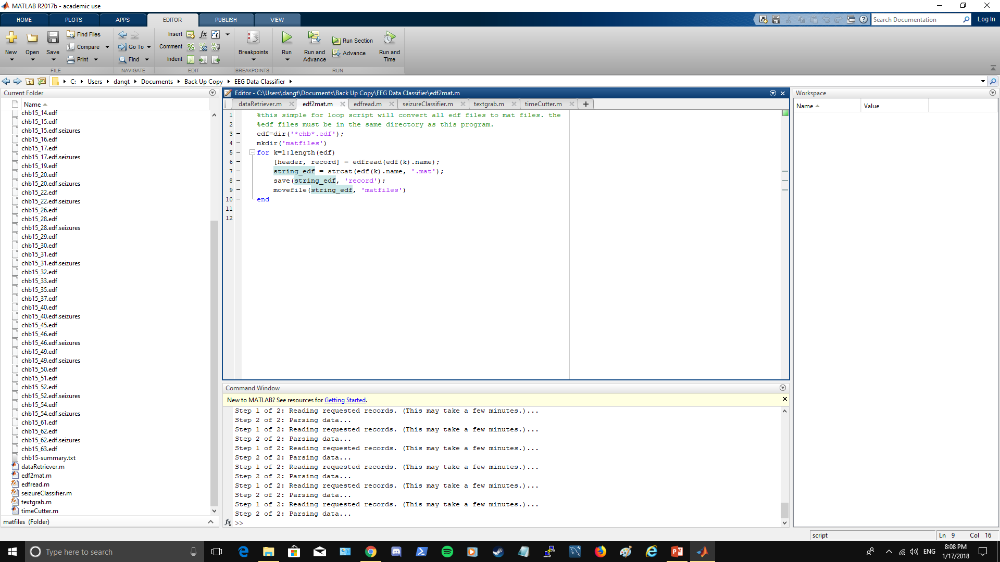 MATLAB R2017b - academic use
HOME PLOTS APPS EDITOR PUBLISH VIEW
Search Documentation
Log In
New
Open
Save
Find Files
Compare
Print
FILE
Go To
Find
NAVIGATE
Insert fx
Comment
Indent
EDIT
Breakpoints
BREAKPOINTS
Run
Run and Advance
Run Section
Advance
Run and Time
RUN
C: Users dangt Documents Back Up Copy EEG Data Classifier
Current Folder
Name
chb15_14.edf
chb15_15.edf
chb15_15.edf.seizures
chb15_16.edf
chb15_17.edf
chb15_17.edf.seizures
chb15_19.edf
chb15_20.edf
chb15_20.edf.seizures
chb15_22.edf
chb15_22.edf.seizures
chb15_26.edf
chb15_28.edf
chb15_28.edf.seizures
chb15_29.edf
chb15_30.edf
chb15_31.edf
chb15_31.edf.seizures
chb15_32.edf
chb15_33.edf
chb15_35.edf
chb15_37.edf
chb15_40.edf
chb15_40.edf.seizures
chb15_45.edf
chb15_46.edf
chb15_46.edf.seizures
chb15_49.edf
chb15_49.edf.seizures
chb15_50.edf
chb15_51.edf
chb15_52.edf
chb15_52.edf.seizures
chb15_54.edf
chb15_54.edf.seizures
chb15_61.edf
chb15_62.edf
chb15_62.edf.seizures
chb15_63.edf
chb15-summary.txt
dataRetriever.m
edf2mat.m
edfread.m
seizureClassifier.m
textgrab.m
timeCutter.m
matfiles (Folder)
Editor - C:\Users\dangt\Documents\Back Up Copy\EEG Data Classifier\edf2mat.m
dataRetriever.m edf2mat.m edfread.m seizureClassifier.m textgrab.m timeCutter.m
1 %this simple for loop script will convert all edf files to mat files. the
2 %edf files must be in the same directory as this program.
3 edf=dir('*chb*.edf');
4 mkdir('matfiles')
5 for k=1:length(edf)
6 [header, record] = edfread(edf(k).name);
7 string_edf = strcat(edf(k).name, '.mat');
8 save(string_edf, 'record');
9 movefile(string_edf, 'matfiles')
10 end
11
12
Command Window
New to MATLAB? See resources for Getting Started.
Step 1 of 2: Reading requested records. (This may take a few minutes.)...
Step 2 of 2: Parsing data...
Step 1 of 2: Reading requested records. (This may take a few minutes.)...
Step 2 of 2: Parsing data...
Step 1 of 2: Reading requested records. (This may take a few minutes.)...
Step 2 of 2: Parsing data...
Step 1 of 2: Reading requested records. (This may take a few minutes.)...
Step 2 of 2: Parsing data...
Step 1 of 2: Reading requested records. (This may take a few minutes.)...
Step 2 of 2: Parsing data...
Step 1 of 2: Reading requested records. (This may take a few minutes.)...
Step 2 of 2: Parsing data...
fx >>
Workspace
Name Value
script
Ln 9 Col 16
Type here to search
ENG
8:08 PM
1/17/2018